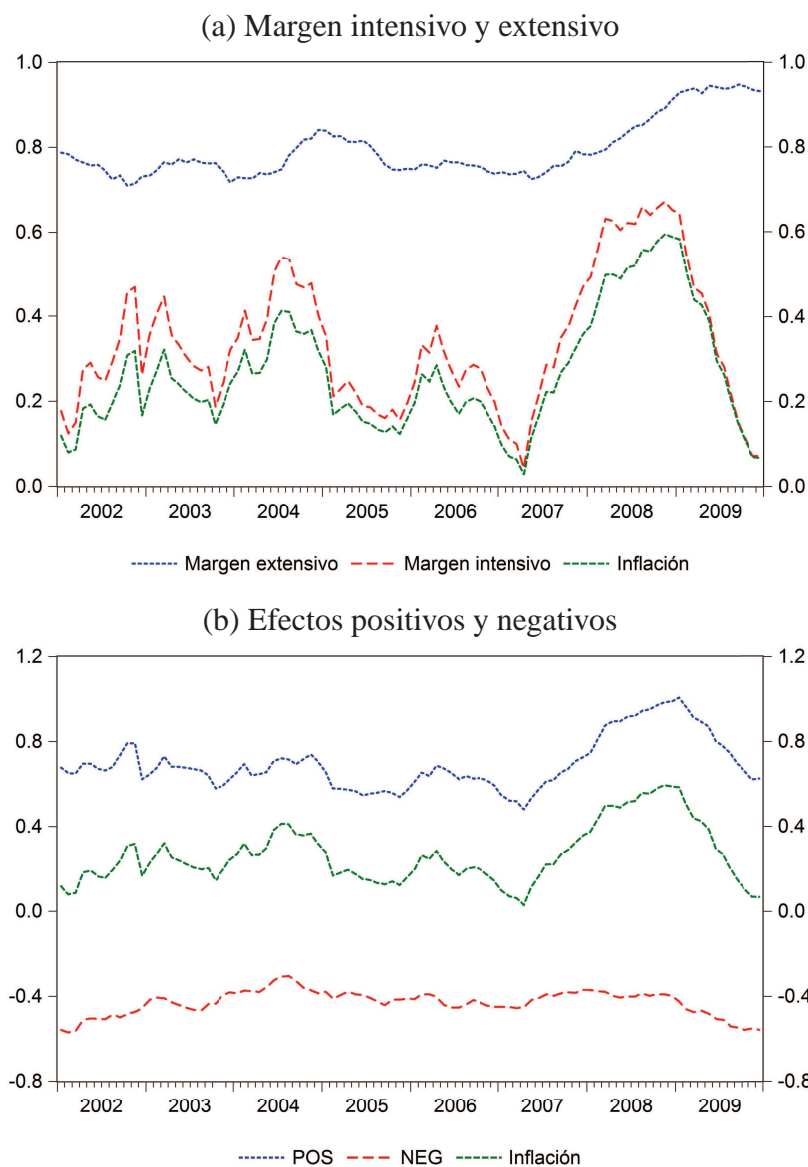 (a) Margen intensivo y extensivo
1.0 1.0
0.8 0.8
0.6 0.6
0.4 0.4
0.2 0.2
0.0 0.0
2002 2003 2004 2005 2006 2007 2008 2009
Margen extensivo Margen intensivo Inflación
(b) Efectos positivos y negativos
1.2 1.2
0.8 0.8
0.4 0.4
0.0 0.0
-0.4 -0.4
-0.8 -0.8
2002 2003 2004 2005 2006 2007 2008 2009
POS NEG Inflación